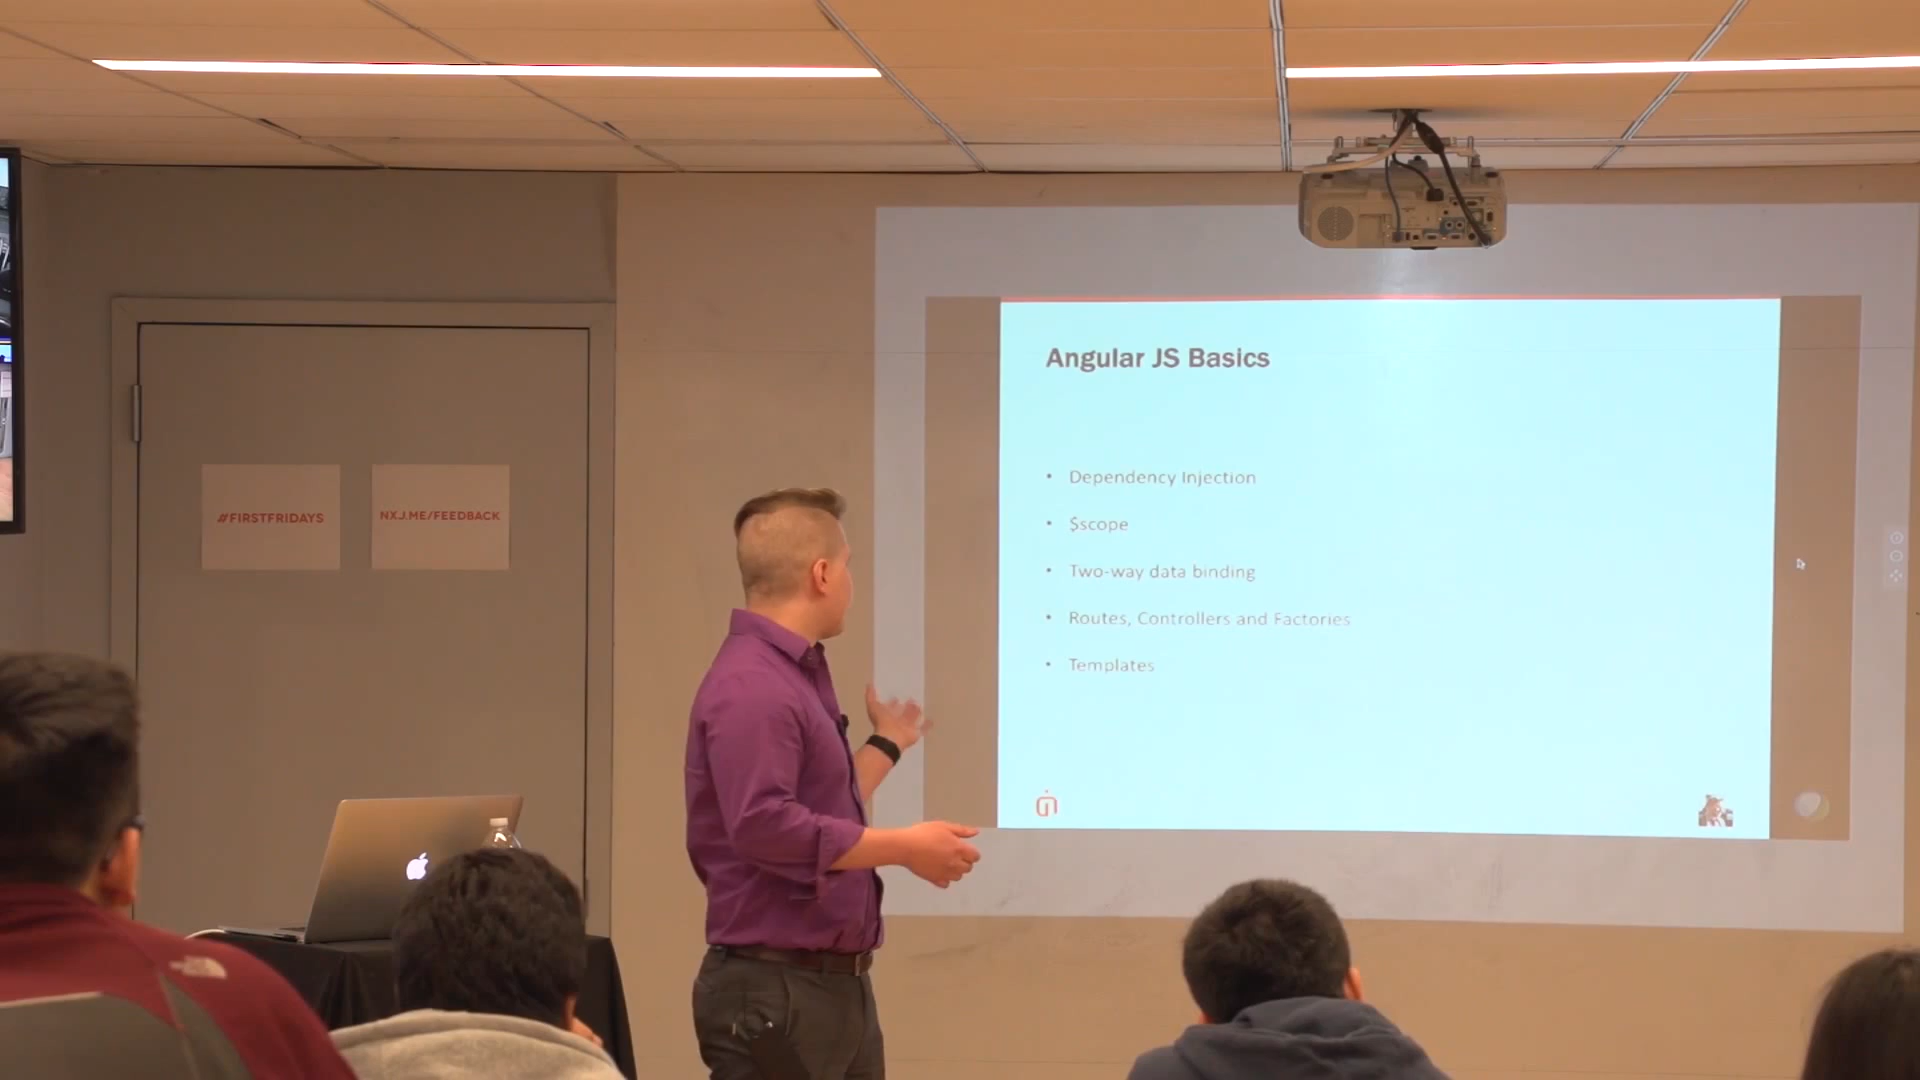 #FIRSTFRIDAYS
NXJ.ME/FEEDBACK
Angular JS Basics
• Dependency Injection
• $scope
• Two-way data binding
• Routes, Controllers and Factories
• Templates